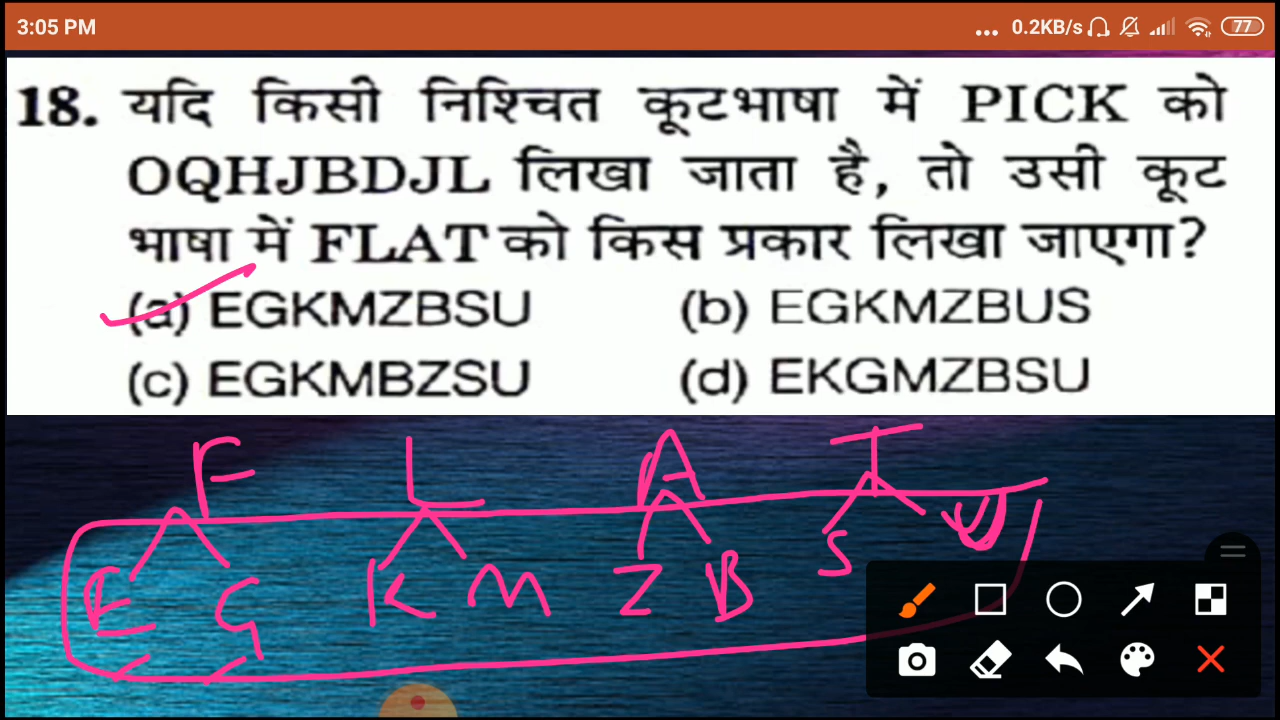 3:05 PM ... 0.2KB/s 77
18. यदि किसी निश्चित कूटभाषा में PICK को
OQHJBDJL लिखा जाता है, तो उसी कूट
भाषा में FLAT को किस प्रकार लिखा जाएगा?
(a) EGKMZBSU (b) EGKMZBUS
(c) EGKMBZSU (d) EKGMZBSU
F L A T
E G K M Z B S U